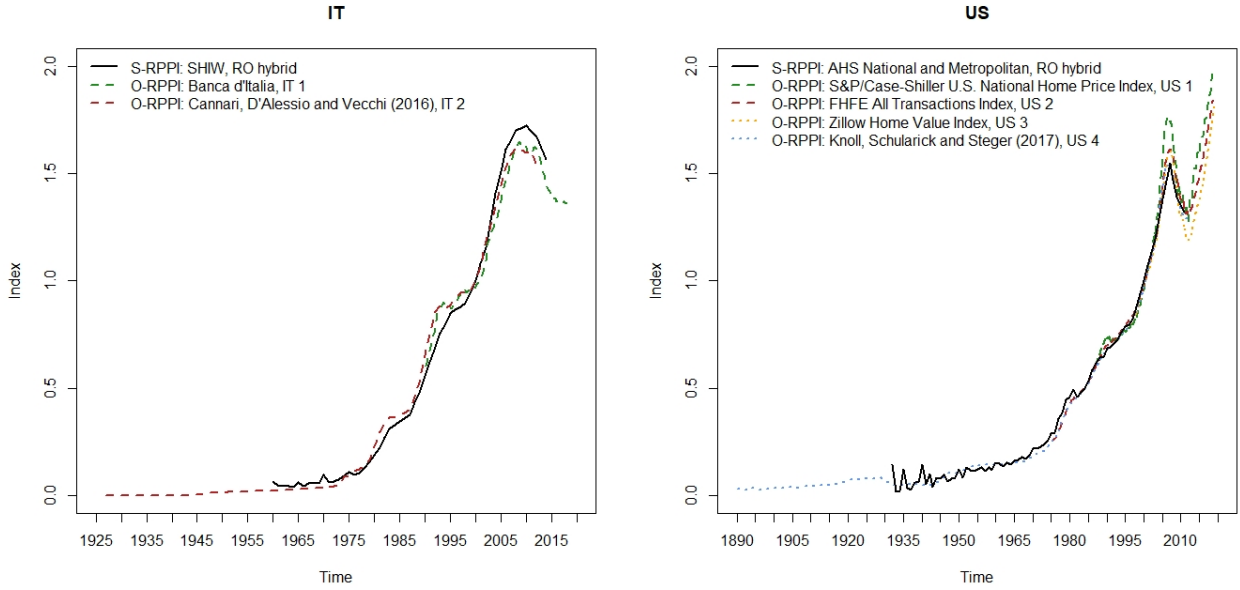 IT
S-RPPI: SHIW, RO hybrid
O-RPPI: Banca d'Italia, IT 1
O-RPPI: Cannari, D'Alessio and Vecchi (2016), IT 2
Index
0.0
0.5
1.0
1.5
2.0
1925 1935 1945 1955 1965 1975 1985 1995 2005 2015
Time
US
S-RPPI: AHS National and Metropolitan, RO hybrid
O-RPPI: S&P/Case-Shiller U.S. National Home Price Index, US 1
O-RPPI: FHFE All Transactions Index, US 2
O-RPPI: Zillow Home Value Index, US 3
O-RPPI: Knoll, Schularick and Steger (2017), US 4
Index
0.0
0.5
1.0
1.5
2.0
1890 1905 1920 1935 1950 1965 1980 1995 2010
Time